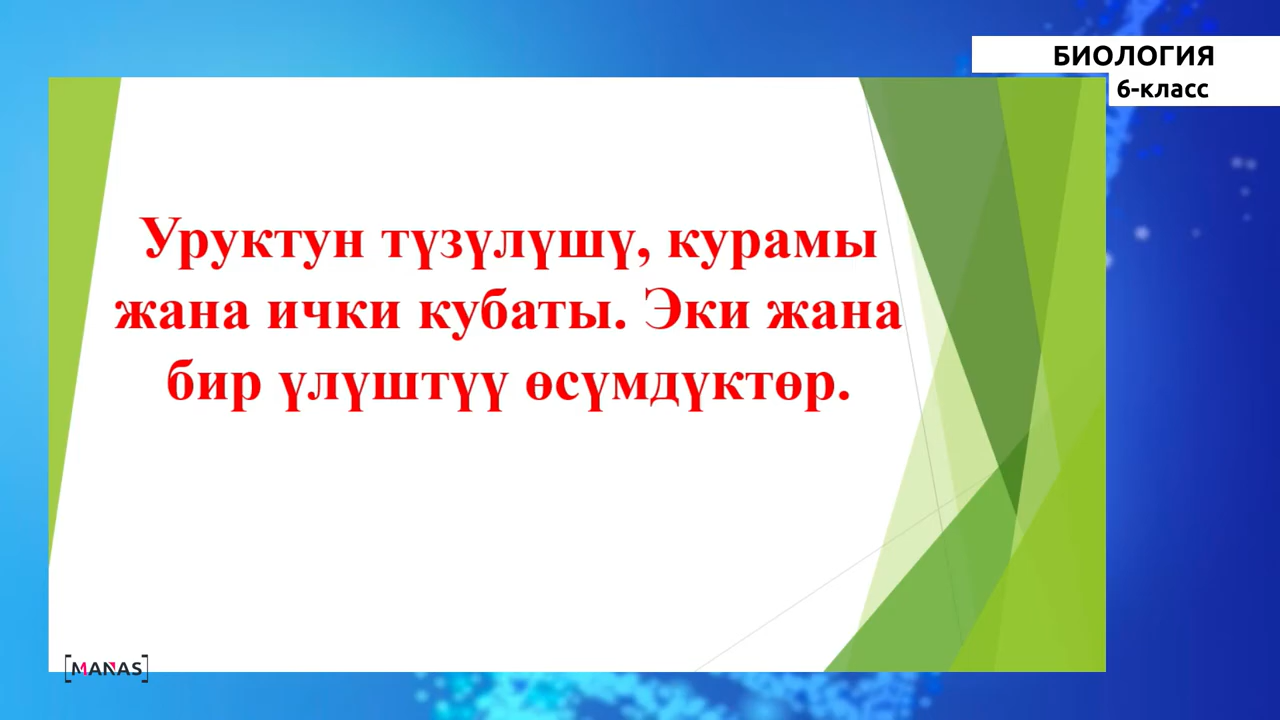 БИОЛОГИЯ
6-класс
Уруктун түзүлүшү, курамы
жана ички кубаты. Эки жана
бир үлүштүү өсүмдүктөр.
[MANAS]